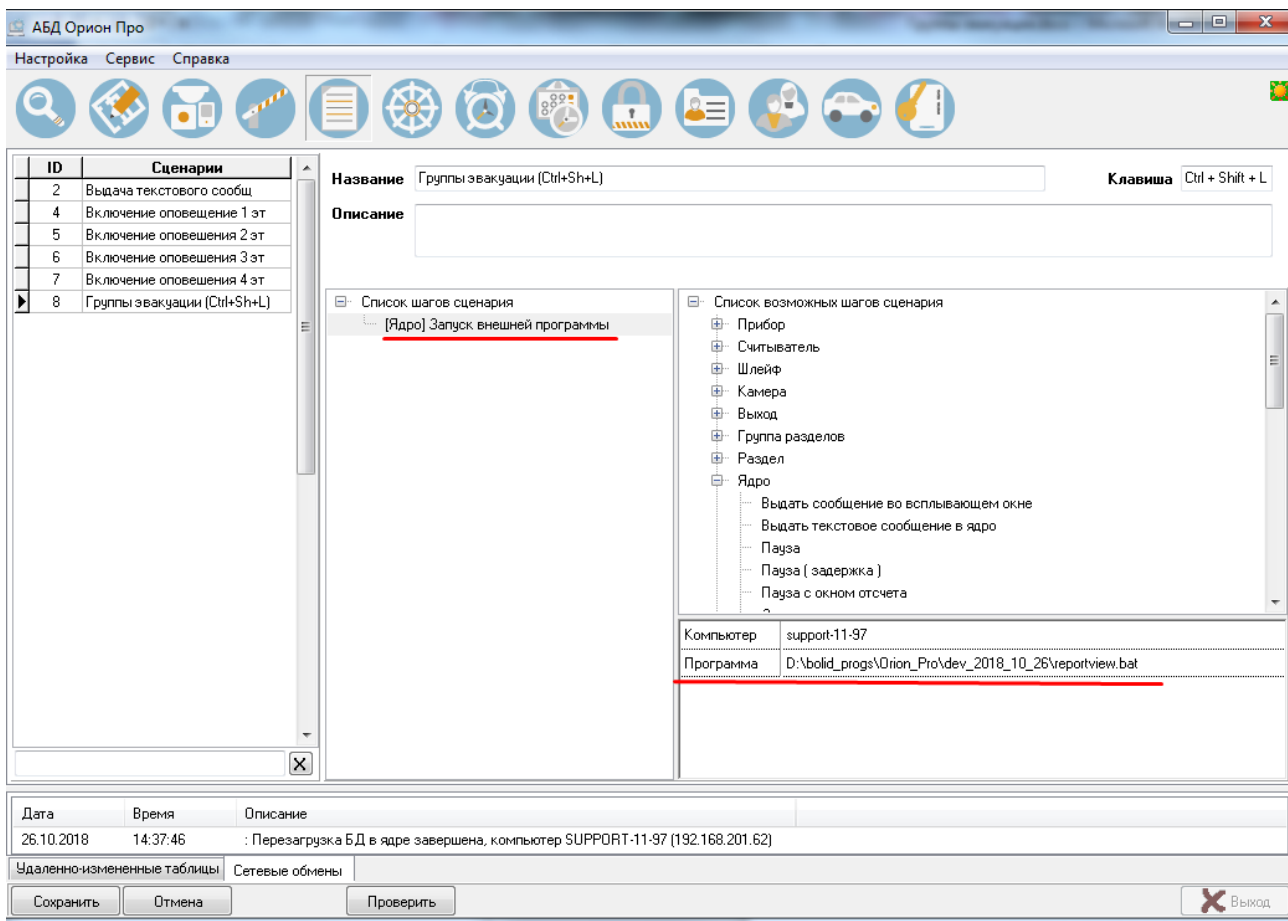 АБД Орион Про
Настройка Сервис Справка
ID Сценарии
2 Выдача текстового сообщ
4 Включение оповещение 1 эт
5 Включение оповешения 2 эт
6 Включение оповешения 3 эт
7 Включение оповешения 4 эт
8 Группы эвакуации (Ctrl+Sh+L)
Название Группы эвакуации (Ctrl+Sh+L) Клавиша Ctrl + Shift + L
Описание
Список шагов сценария
[Ядро] Запуск внешней программы
Список возможных шагов сценария
Прибор
Считыватель
Шлейф
Камера
Выход
Группа разделов
Раздел
Ядро
Выдать сообщение во всплывающем окне
Выдать текстовое сообщение в ядро
Пауза
Пауза ( задержка )
Пауза с окном отсчета
Компьютер support-11-97
Программа D:\bolid_progs\Orion_Pro\dev_2018_10_26\reportview.bat
Дата Время Описание
26.10.2018 14:37:46 : Перезагрузка БД в ядре завершена, компьютер SUPPORT-11-97 (192.168.201.62)
Удаленно-измененные таблицы Сетевые обмены
Сохранить Отмена Проверить Выход